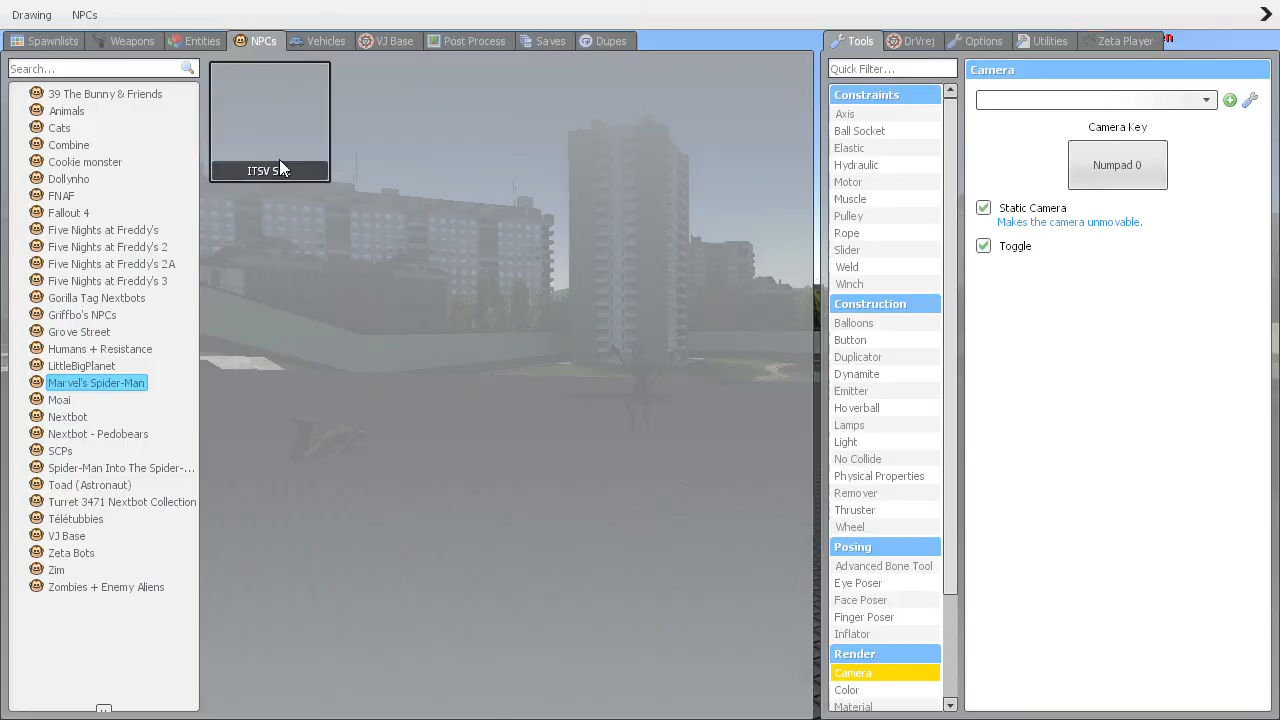 Drawing NPCs
Spawnlists Weapons Entities NPCs Vehicles VJ Base Post Process Saves Dupes
Search...
39 The Bunny & Friends
Animals
Cats
Combine
Cookie monster
Dollynho
FNAF
Fallout 4
Five Nights at Freddy's
Five Nights at Freddy's 2
Five Nights at Freddy's 2A
Five Nights at Freddy's 3
Gorilla Tag Nextbots
Griffbo's NPCs
Grove Street
Humans + Resistance
LittleBigPlanet
Marvel's Spider-Man
Moai
Nextbot
Nextbot - Pedobears
SCPs
Spider-Man Into The Spider-...
Toad (Astronaut)
Turret 3471 Nextbot Collection
Télétubbies
VJ Base
Zeta Bots
Zim
Zombies + Enemy Aliens
ITSV
Tools DrVrej Options Utilities Zeta Player
Quick Filter...
Constraints
Axis
Ball Socket
Elastic
Hydraulic
Motor
Muscle
Pulley
Rope
Slider
Weld
Winch
Construction
Balloons
Button
Duplicator
Dynamite
Emitter
Hoverball
Lamps
Light
No Collide
Physical Properties
Remover
Thruster
Wheel
Posing
Advanced Bone Tool
Eye Poser
Face Poser
Finger Poser
Inflator
Render
Camera
Color
Material
Camera
Camera Key
Numpad 0
Static Camera
Makes the camera unmovable.
Toggle